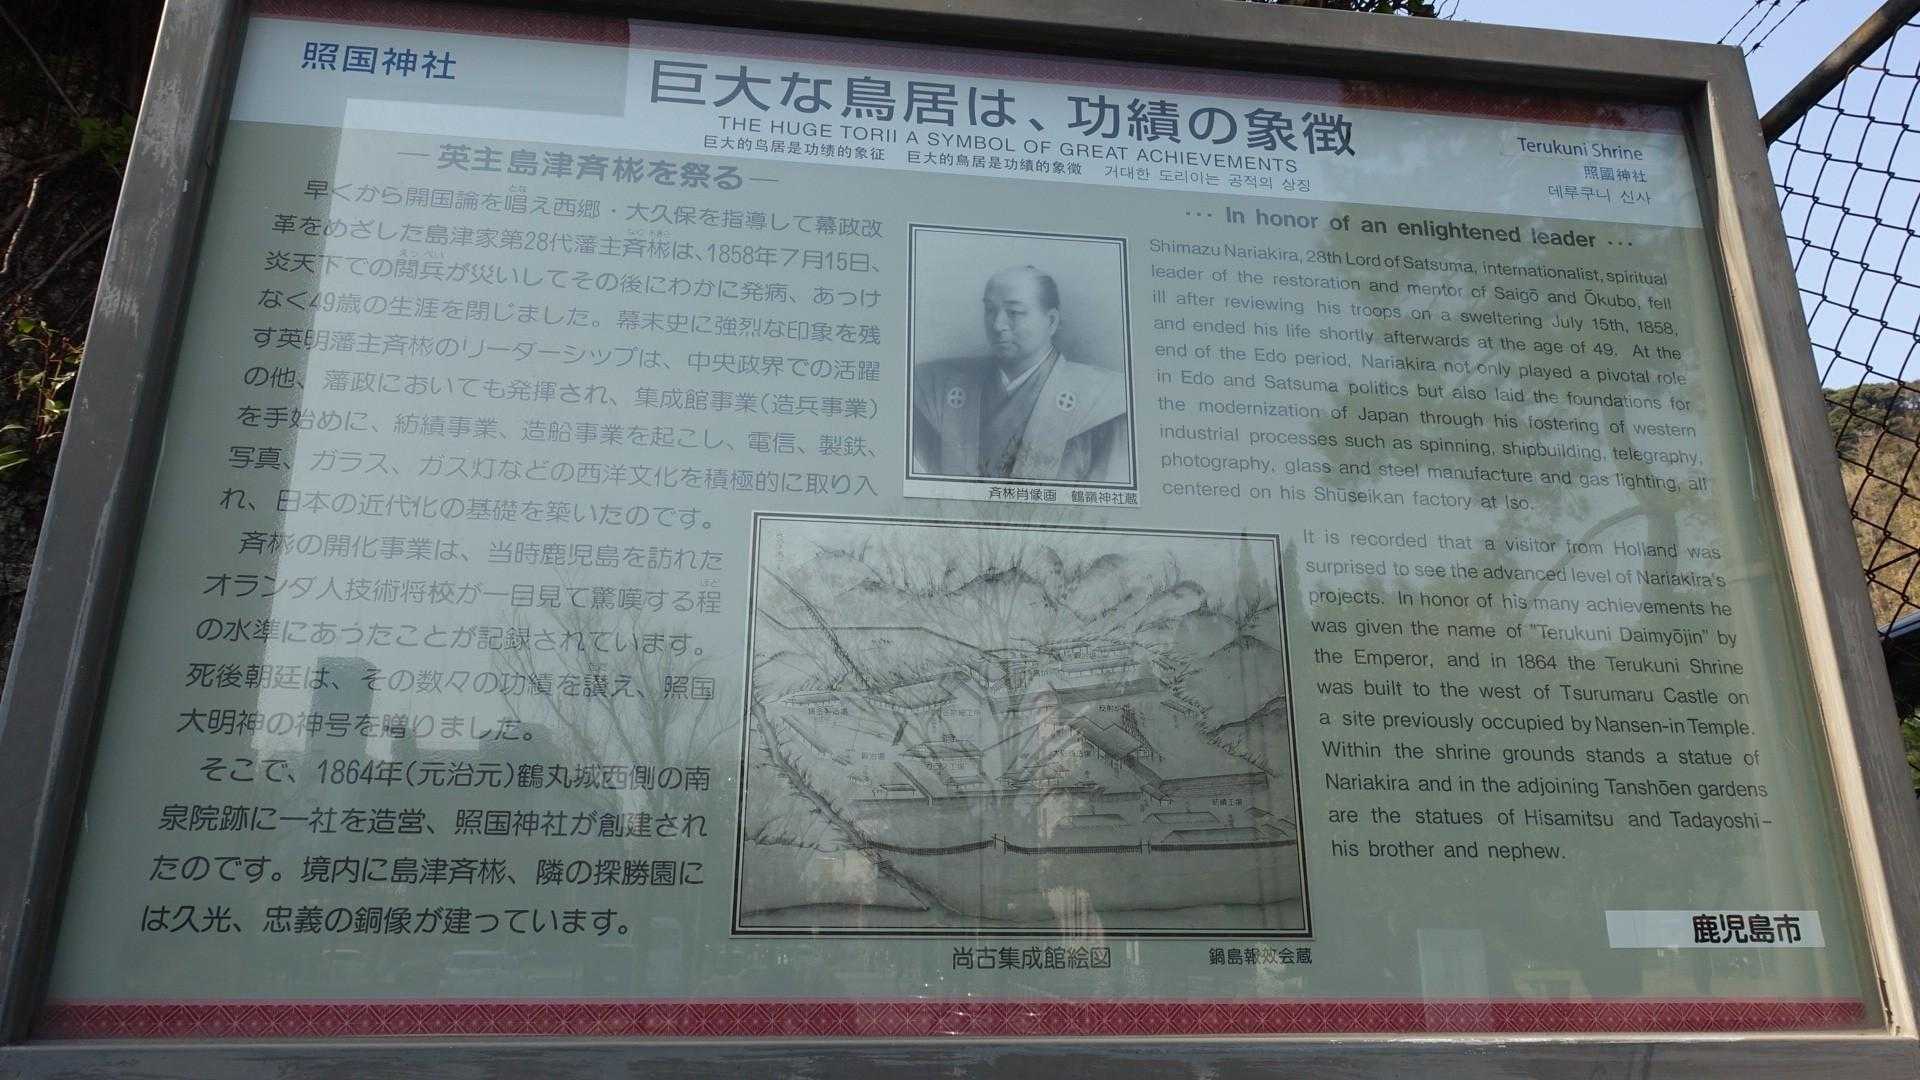 照国神社
巨大な鳥居は、功績の象徴
THE HUGE TORII A SYMBOL OF GREAT ACHIEVEMENTS
巨大的鸟居是功绩的象征 巨大的鳥居是功績的象徵 거대한 도리이는 공적의 상징
Terukuni Shrine
照國神社
데루쿠니 신사
―英主島津斉彬を祭る―
早くから開国論を唱え西郷・大久保を指導して幕政改
革をめざした島津家第28代藩主斉彬は、1858年7月15日、
炎天下での閲兵が災いしてその後にわかに発病、あっけ
なく49歳の生涯を閉じました。幕末史に強烈な印象を残
す英明藩主斉彬のリーダーシップは、中央政界での活躍
の他、藩政においても発揮され、集成館事業(造兵事業)
を手始めに、紡績事業、造船事業を起こし、電信、製鉄、
写真、ガラス、ガス灯などの西洋文化を積極的に取り入
れ、日本の近代化の基礎を築いたのです。
斉彬の開化事業は、当時鹿児島を訪れた
オランダ人技術将校が一目見て驚嘆する程
の水準にあったことが記録されています。
死後朝廷は、その数々の功績を讃え、照国
大明神の神号を贈りました。
そこで、1864年(元治元)鶴丸城西側の南
泉院跡に一社を造営、照国神社が創建され
たのです。境内に島津斉彬、隣の探勝園に
は久光、忠義の銅像が建っています。
斉彬肖像画 鶴嶺神社蔵
尚古集成館絵図
鍋島報效会蔵
··· In honor of an enlightened leader ···
Shimazu Nariakira, 28th Lord of Satsuma, internationalist, spiritual
leader of the restoration and mentor of Saigō and Ōkubo, fell
ill after reviewing his troops on a sweltering July 15th, 1858,
and ended his life shortly afterwards at the age of 49. At the
end of the Edo period, Nariakira not only played a pivotal role
in Edo and Satsuma politics but also laid the foundations for
the modernization of Japan through his fostering of western
industrial processes such as spinning, shipbuilding, telegraphy,
photography, glass and steel manufacture and gas lighting, all
centered on his Shūseikan factory at Iso.
It is recorded that a visitor from Holland was
surprised to see the advanced level of Nariakira's
projects. In honor of his many achievements he
was given the name of "Terukuni Daimyōjin" by
the Emperor, and in 1864 the Terukuni Shrine
was built to the west of Tsurumaru Castle on
a site previously occupied by Nansen-in Temple.
Within the shrine grounds stands a statue of
Nariakira and in the adjoining Tanshōen gardens
are the statues of Hisamitsu and Tadayoshi–
his brother and nephew.
鹿児島市